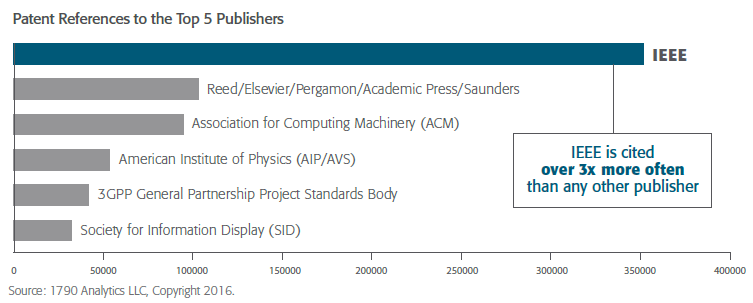 Patent References to the Top 5 Publishers
IEEE
Reed/Elsevier/Pergamon/Academic Press/Saunders
Association for Computing Machinery (ACM)
American Institute of Physics (AIP/AVS)
3GPP General Partnership Project Standards Body
Society for Information Display (SID)
IEEE is cited
over 3x more often
than any other publisher
0 50000 100000 150000 200000 250000 300000 350000 400000
Source: 1790 Analytics LLC, Copyright 2016.